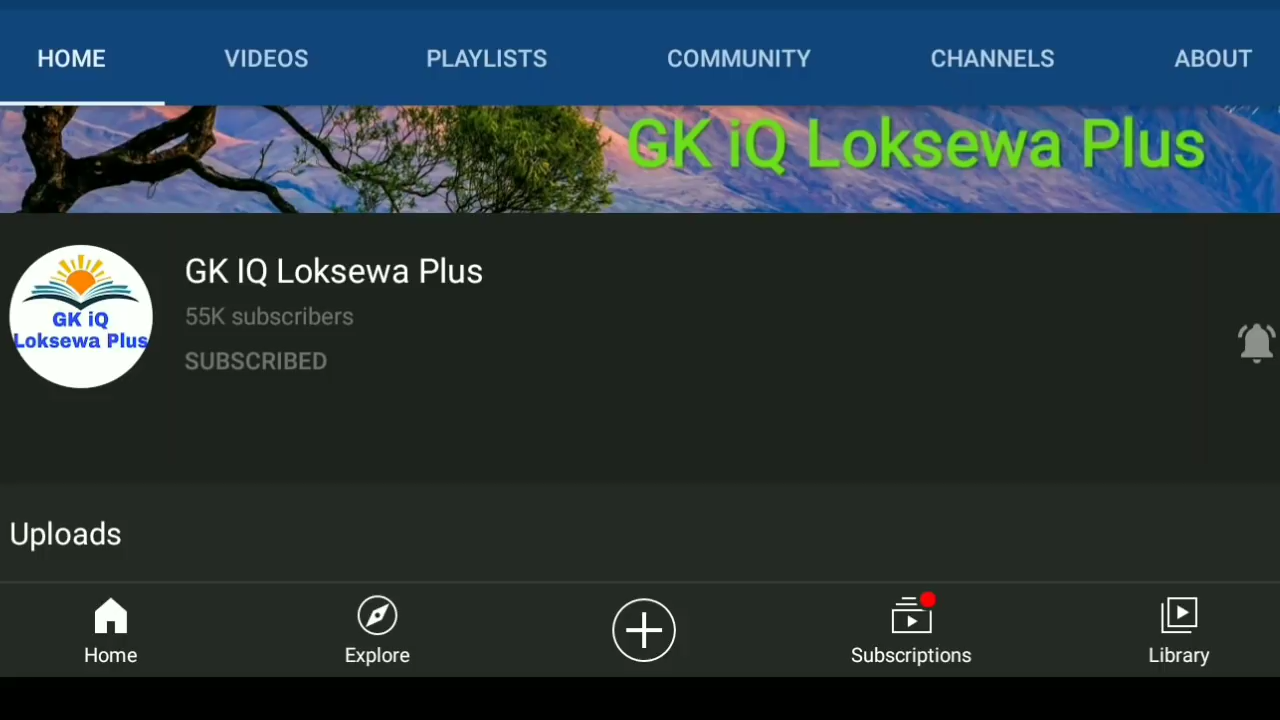 HOME VIDEOS PLAYLISTS COMMUNITY CHANNELS ABOUT
GK iQ Loksewa Plus
GK IQ Loksewa Plus
55K subscribers
SUBSCRIBED
GK iQ
Loksewa Plus
Uploads
Home Explore Subscriptions Library